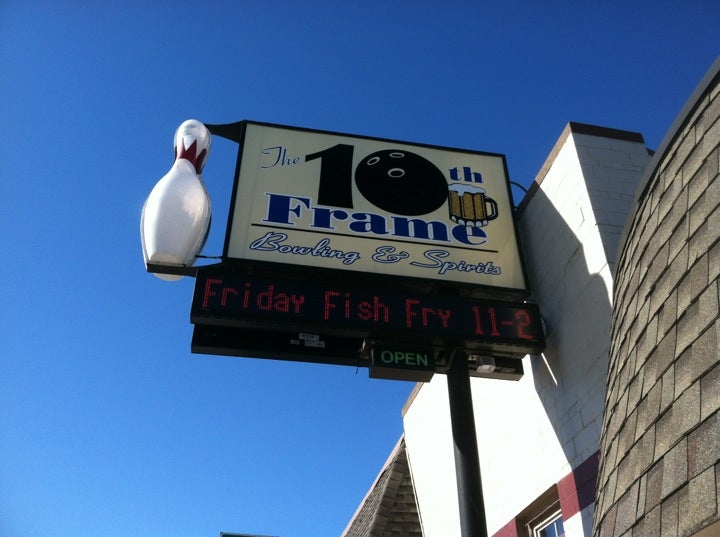 The 10th
Frame
Bowling & Spirits
Friday Fish Fry 11-2
OPEN